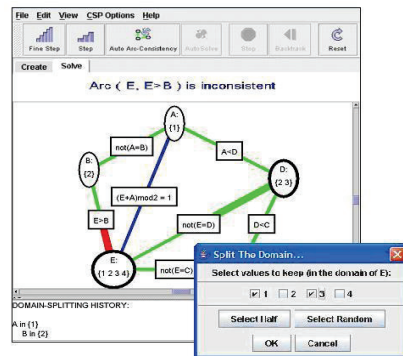 File Edit View CSP Options Help
Fine Step Step Auto Arc-Consistency AutoSolve Stop Backtrack Reset
Create Solve
Arc ( E, E>B ) is inconsistent
A:
{1}
not(A=B)
A<D
B:
{2}
D:
{2 3}
(E+A)mod2 = 1
E>B
not(E=D)
D<C
E:
{1 2 3 4}
not(E=C)
Split The Domain...
Select values to keep (in the domain of E):
1 2 3 4
Select Half Select Random
OK Cancel
DOMAIN-SPLITTING HISTORY:
A in {1}
B in {2}